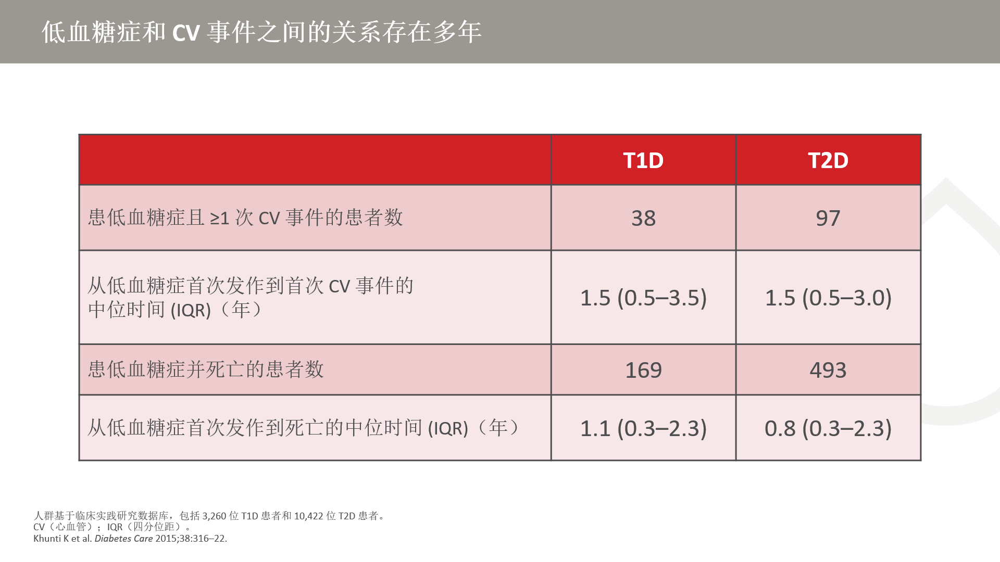 低血糖症和 CV 事件之间的关系存在多年
T1D
T2D
患低血糖症且 ≥1 次 CV 事件的患者数
38
97
从低血糖症首次发作到首次 CV 事件的
中位时间 (IQR)（年）
1.5 (0.5–3.5)
1.5 (0.5–3.0)
患低血糖症并死亡的患者数
169
493
从低血糖症首次发作到死亡的中位时间 (IQR)（年）
1.1 (0.3–2.3)
0.8 (0.3–2.3)
人群基于临床实践研究数据库，包括 3,260 位 T1D 患者和 10,422 位 T2D 患者。
CV（心血管）；IQR（四分位距）。
Khunti K et al. Diabetes Care 2015;38:316–22.